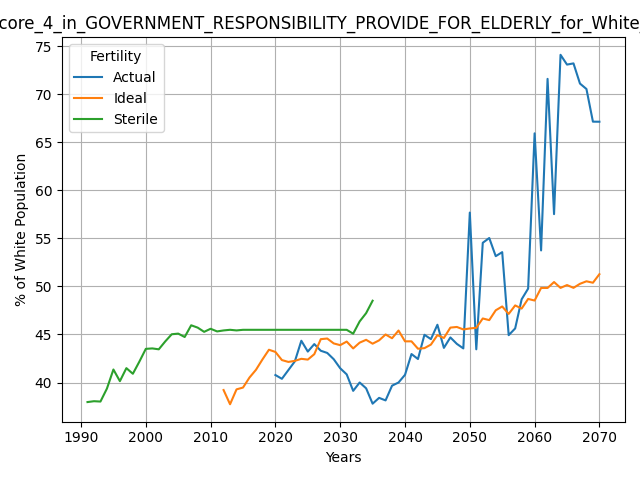 core_4_in_GOVERNMENT_RESPONSIBILITY_PROVIDE_FOR_ELDERLY_for_White_
Fertility
Actual
Ideal
Sterile
% of White Population
75
70
65
60
55
50
45
40
1990 2000 2010 2020 2030 2040 2050 2060 2070
Years